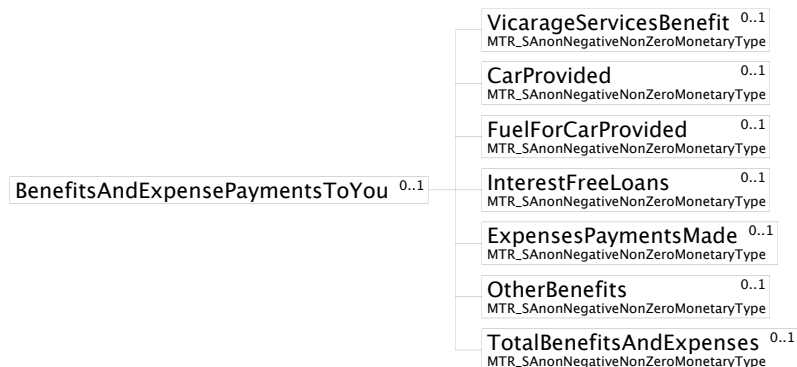 VicarageServicesBenefit 0..1
MTR_SAnonNegativeNonZeroMonetaryType
CarProvided 0..1
MTR_SAnonNegativeNonZeroMonetaryType
FuelForCarProvided 0..1
MTR_SAnonNegativeNonZeroMonetaryType
BenefitsAndExpensePaymentsToYou 0..1
InterestFreeLoans 0..1
MTR_SAnonNegativeNonZeroMonetaryType
ExpensesPaymentsMade 0..1
MTR_SAnonNegativeNonZeroMonetaryType
OtherBenefits 0..1
MTR_SAnonNegativeNonZeroMonetaryType
TotalBenefitsAndExpenses 0..1
MTR_SAnonNegativeNonZeroMonetaryType